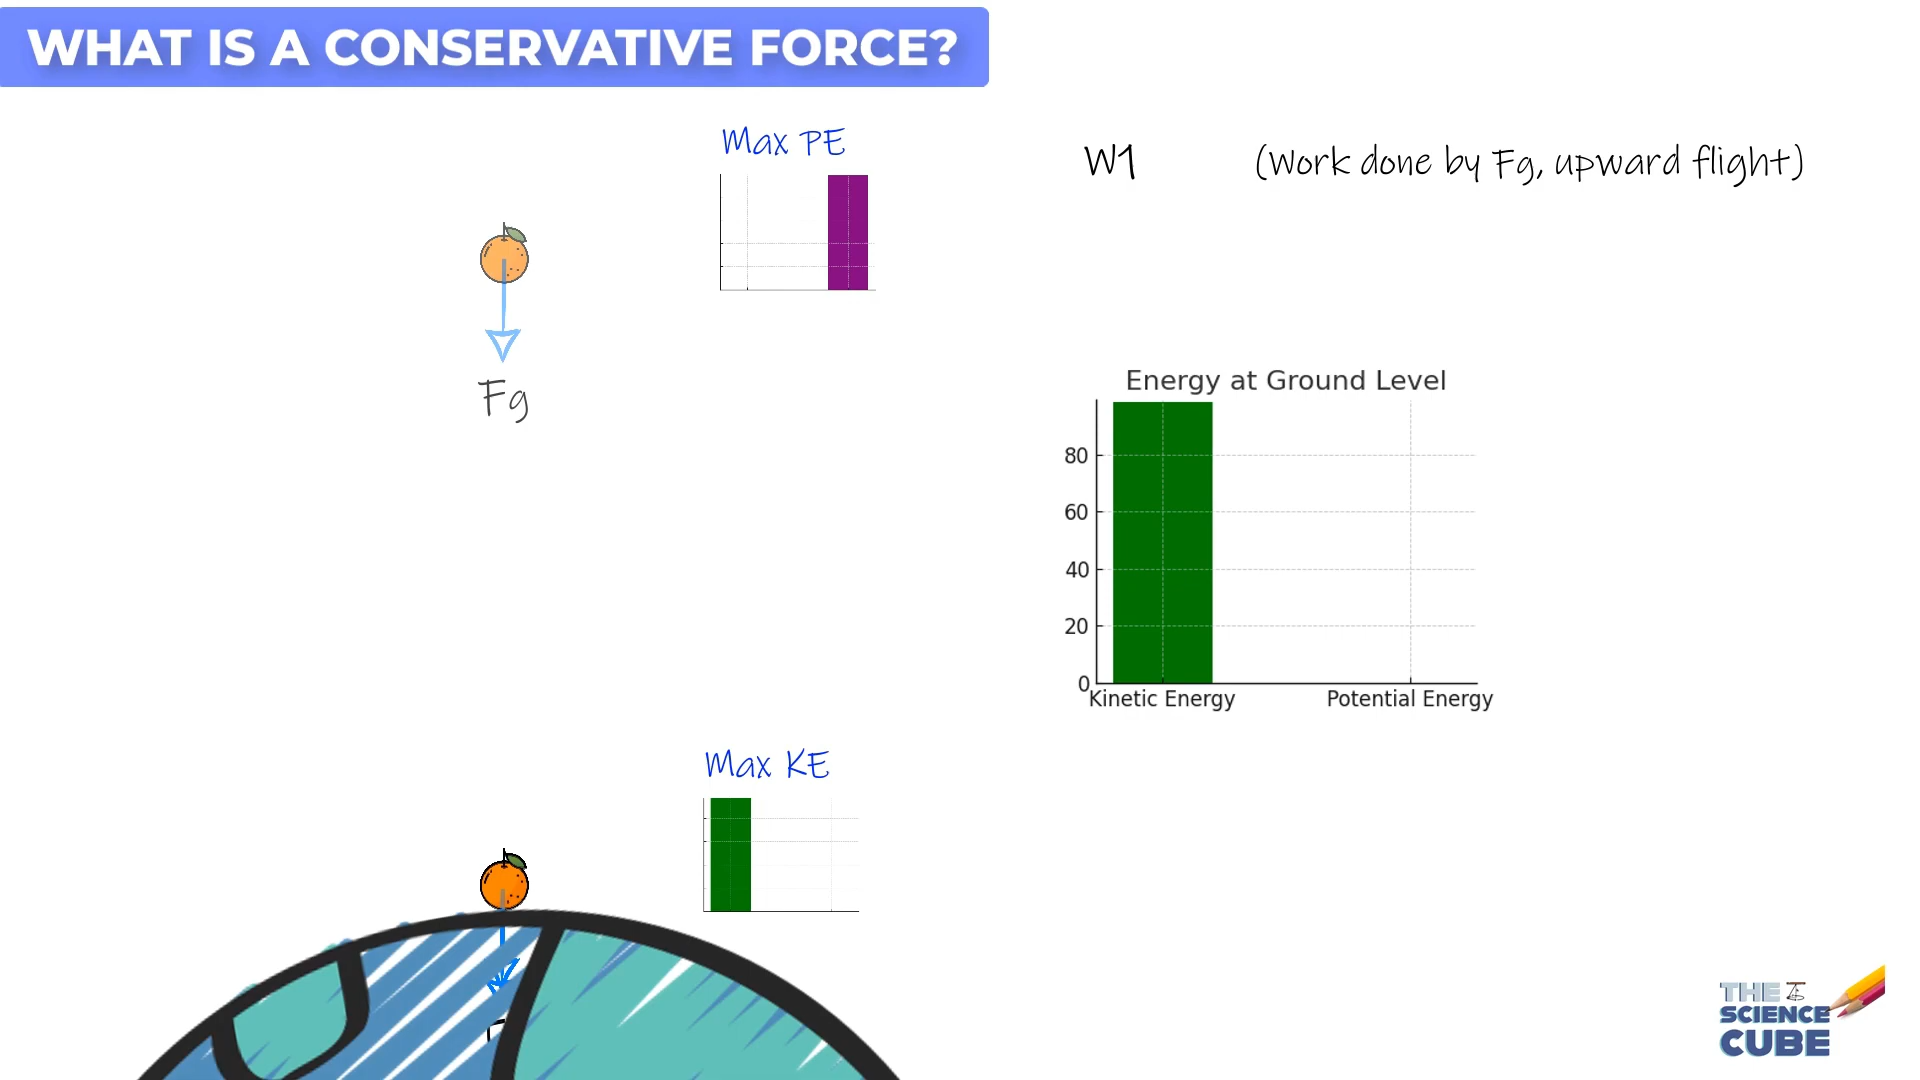 WHAT IS A CONSERVATIVE FORCE?
Max PE
W1 (Work done by Fg, upward flight)
Fg
Energy at Ground Level
80
60
40
20
0
Kinetic Energy Potential Energy
Max KE
THE
SCIENCE
CUBE